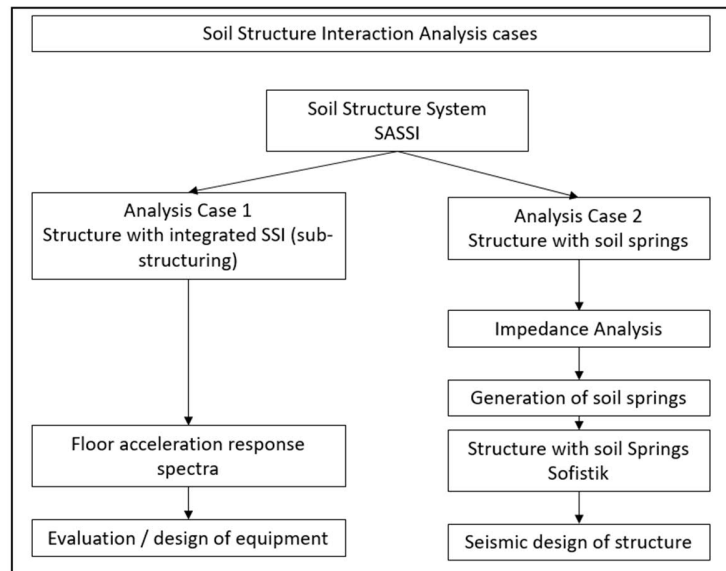 Soil Structure Interaction Analysis cases
Soil Structure System
SASSI
Analysis Case 1
Structure with integrated SSI (sub-
structuring)
Floor acceleration response
spectra
Evaluation / design of equipment
Analysis Case 2
Structure with soil springs
Impedance Analysis
Generation of soil springs
Structure with soil Springs
Sofistik
Seismic design of structure